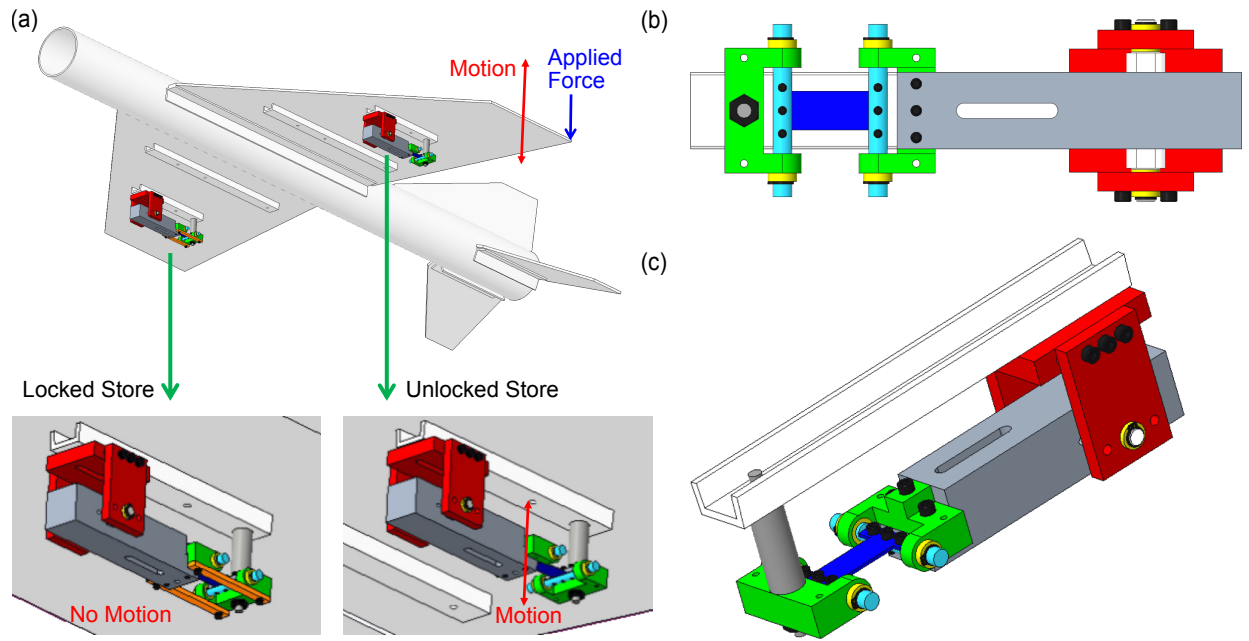 (a)
Motion
Applied
Force
Locked Store
Unlocked Store
No Motion
Motion
(b)
(c)